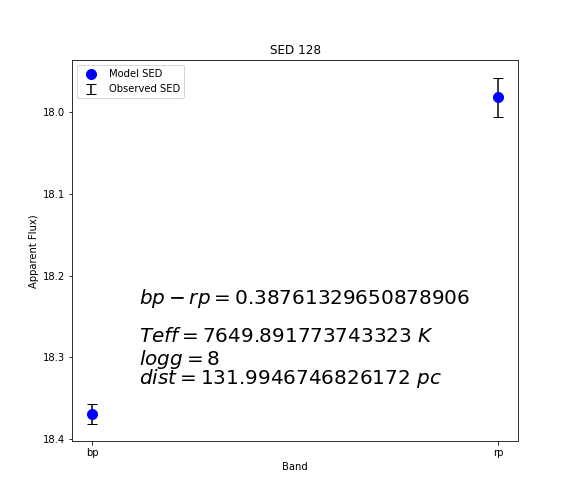 SED 128
Model SED
Observed SED
18.0
18.1
18.2
18.3
18.4
Apparent Flux)
bp − rp = 0.38761329650878906
Teff = 7649.891773743323 K
logg = 8
dist = 131.9946746826172 pc
bp
rp
Band